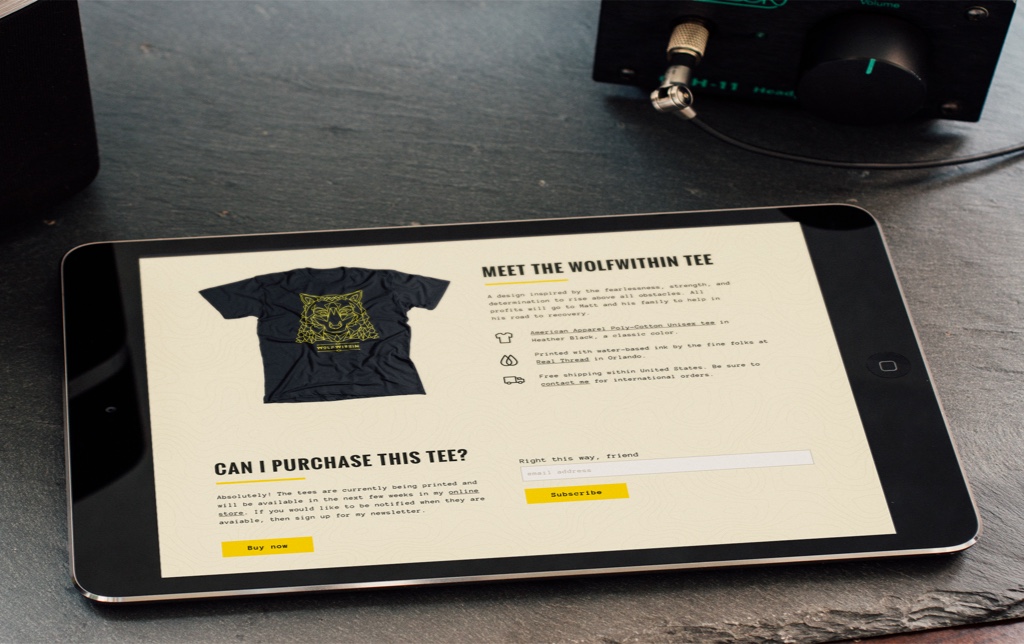 Volume
H-11 Head
MEET THE WOLFWITHIN TEE
A design inspired by the fearlessness, strength, and
determination to rise above all obstacles. All
profits will go to Matt and his family to help in
his road to recovery.
American Apparel Poly-Cotton Unisex tee in
Heather Black, a classic color.
Printed with water-based ink by the fine folks at
Real Thread in Orlando.
Free shipping within United States. Be sure to
contact me for international orders.
WOLFWITHIN
CAN I PURCHASE THIS TEE?
Absolutely! The tees are currently being printed and
will be available in the next few weeks in my online
store. If you would like to be notified when they are
avaiable, then sign up for my newsletter.
Buy now
Right this way, friend
email address
Subscribe